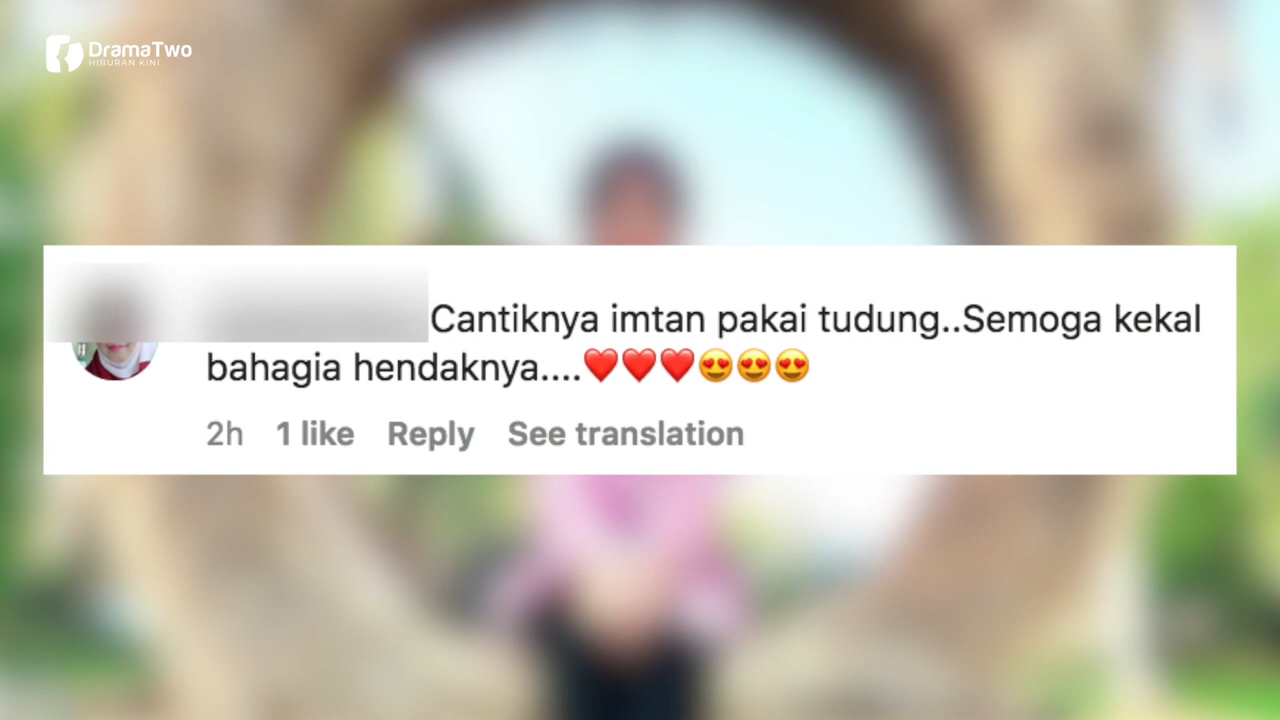 DramaTwo
HIBURAN KINI
Cantiknya imtan pakai tudung..Semoga kekal
bahagia hendaknya....❤️❤️❤️😍😍😍
2h 1 like Reply See translation